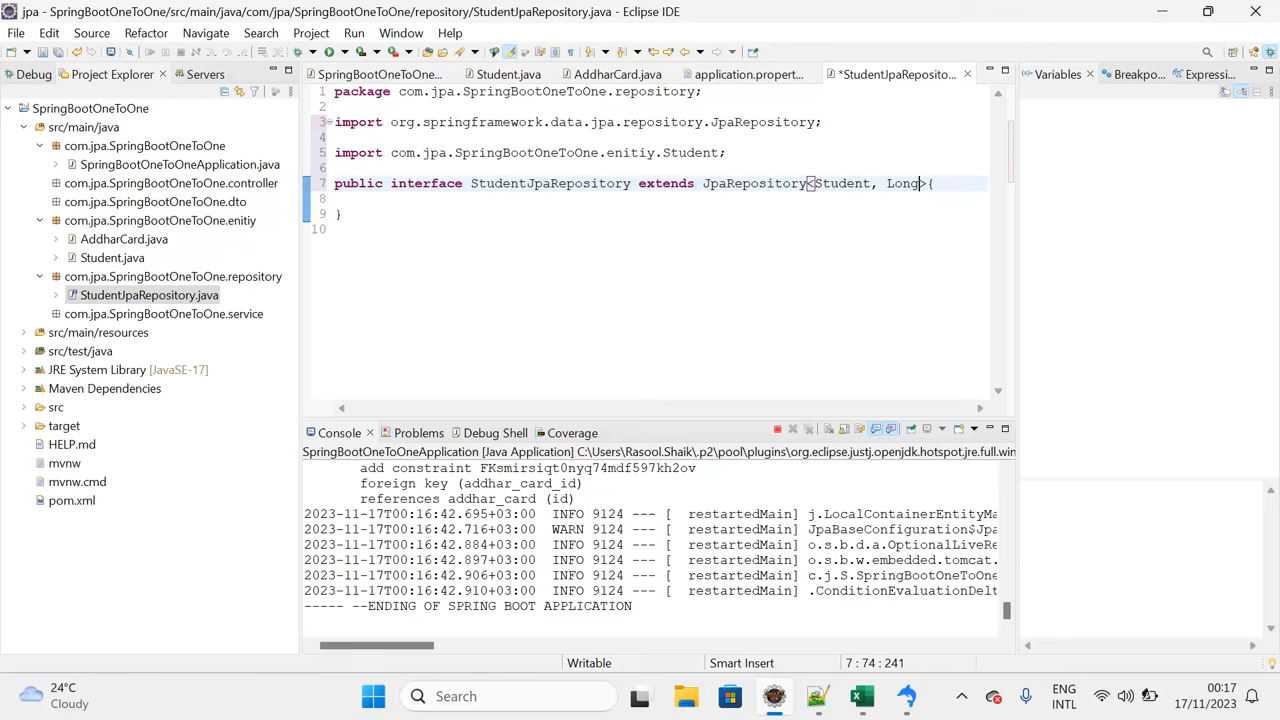 jpa - SpringBootOneToOne/src/main/java/com/jpa/SpringBootOneToOne/repository/StudentJpaRepository.java - Eclipse IDE
File Edit Source Refactor Navigate Search Project Run Window Help
Debug Project Explorer Servers
SpringBootOneToOne... Student.java AddharCard.java application.propert... *StudentJpaReposito...
Variables Breakpo... Expressi...
SpringBootOneToOne
src/main/java
com.jpa.SpringBootOneToOne
SpringBootOneToOneApplication.java
com.jpa.SpringBootOneToOne.controller
com.jpa.SpringBootOneToOne.dto
com.jpa.SpringBootOneToOne.enitiy
AddharCard.java
Student.java
com.jpa.SpringBootOneToOne.repository
StudentJpaRepository.java
com.jpa.SpringBootOneToOne.service
src/main/resources
src/test/java
JRE System Library [JavaSE-17]
Maven Dependencies
src
target
HELP.md
mvnw
mvnw.cmd
pom.xml
1 package com.jpa.SpringBootOneToOne.repository;
2
3 import org.springframework.data.jpa.repository.JpaRepository;
4
5 import com.jpa.SpringBootOneToOne.enitiy.Student;
6
7 public interface StudentJpaRepository extends JpaRepository<Student, Long>{
8
9 }
10
Console Problems Debug Shell Coverage
SpringBootOneToOneApplication [Java Application] C:\Users\Rasool.Shaik\.p2\pool\plugins\org.eclipse.justj.openjdk.hotspot.jre.full.win
add constraint FKsmirsiqt0nyq74mdf597kh2ov
foreign key (addhar_card_id)
references addhar_card (id)
2023-11-17T00:16:42.695+03:00 INFO 9124 --- [ restartedMain] j.LocalContainerEntityMa
2023-11-17T00:16:42.716+03:00 WARN 9124 --- [ restartedMain] JpaBaseConfiguration$Jpa
2023-11-17T00:16:42.884+03:00 INFO 9124 --- [ restartedMain] o.s.b.d.a.OptionalLiveRe
2023-11-17T00:16:42.897+03:00 INFO 9124 --- [ restartedMain] o.s.b.w.embedded.tomcat.
2023-11-17T00:16:42.906+03:00 INFO 9124 --- [ restartedMain] c.j.S.SpringBootOneToOne
2023-11-17T00:16:42.910+03:00 INFO 9124 --- [ restartedMain] .ConditionEvaluationDelt
----- --ENDING OF SPRING BOOT APPLICATION
Writable Smart Insert 7 : 74 : 241
24°C
Cloudy
Search
ENG
INTL
00:17
17/11/2023